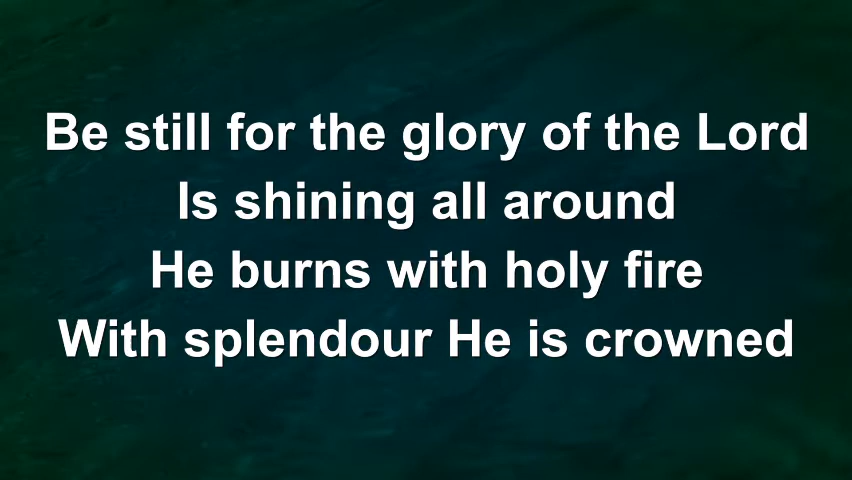 Be still for the glory of the Lord
Is shining all around
He burns with holy fire
With splendour He is crowned